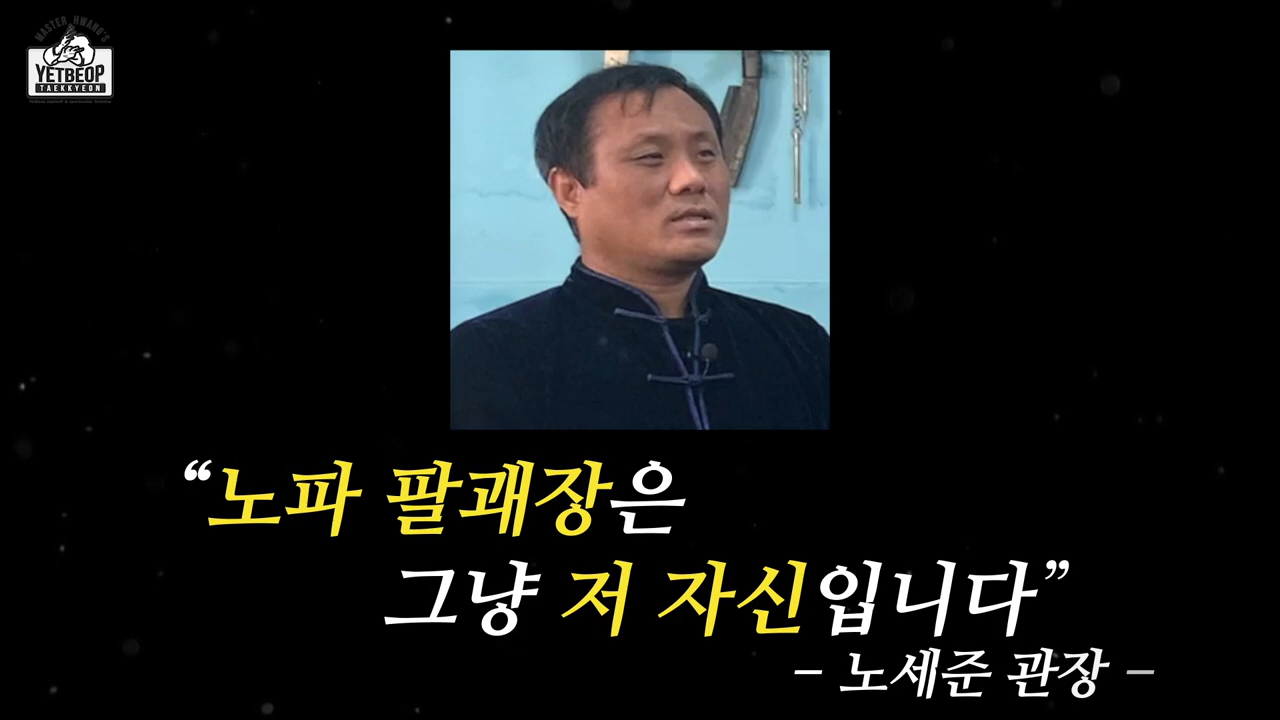 MASTER HWANG'S
YETBEOP
TAEKKYEON
“노파 팔괘장은
그냥 저 자신입니다”
- 노세준 관장 -